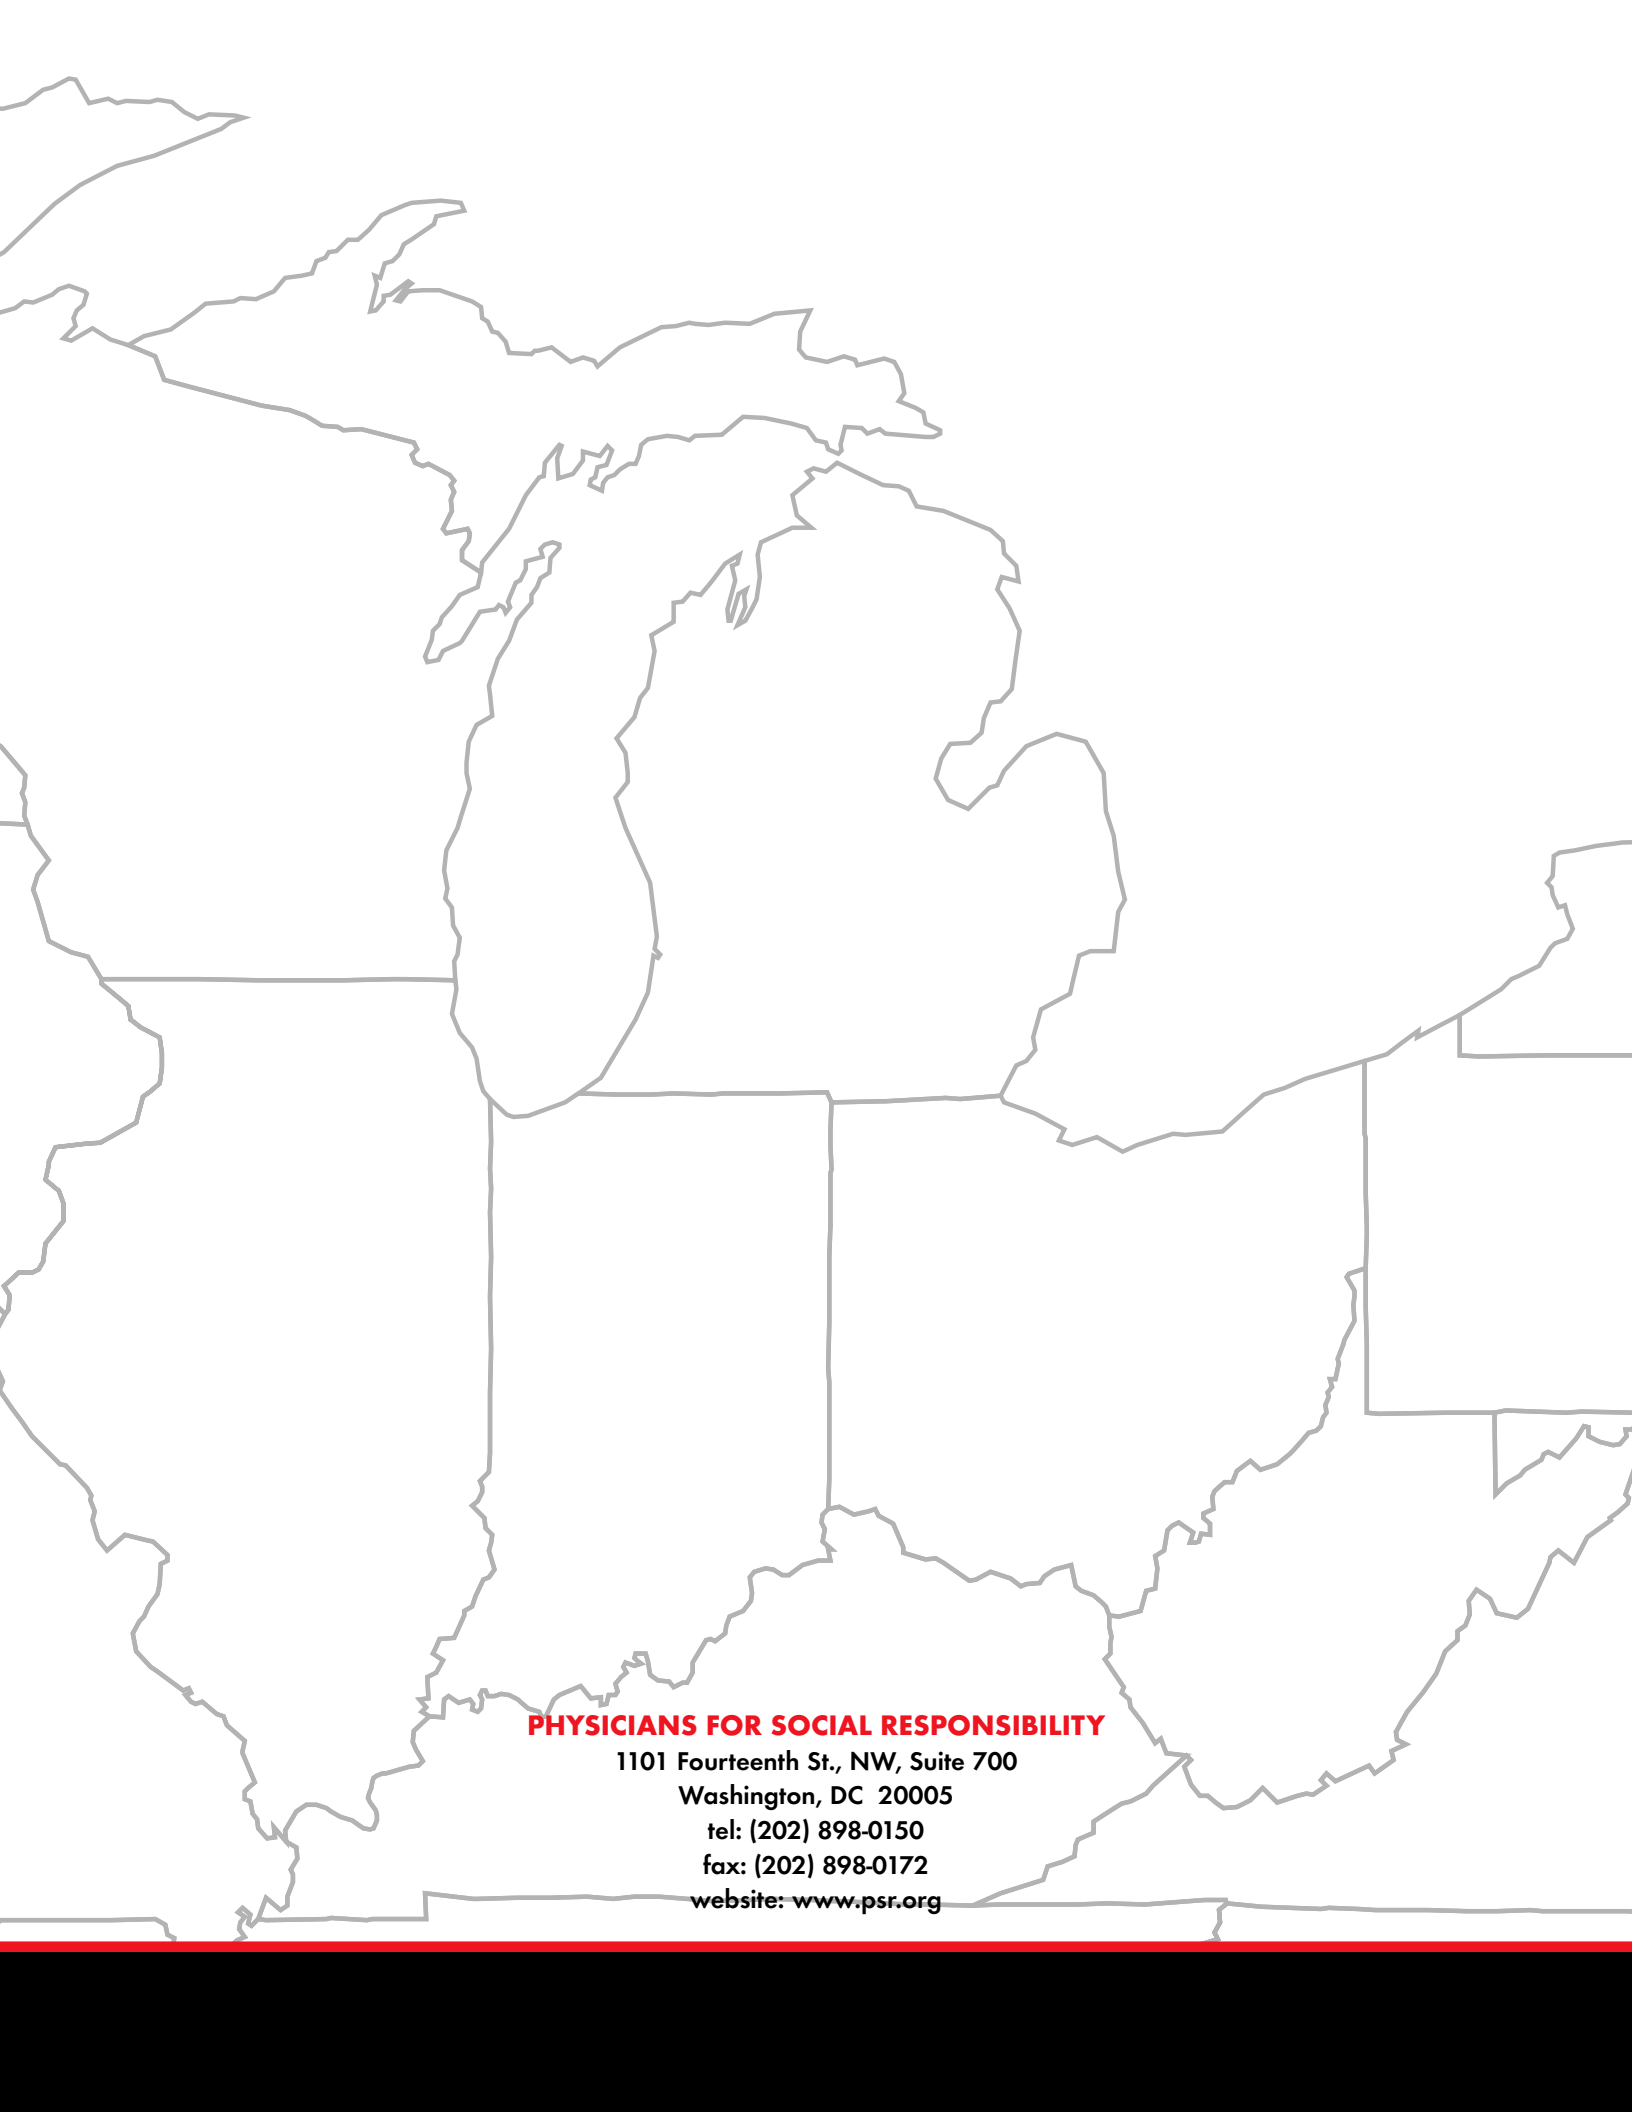 PHYSICIANS FOR SOCIAL RESPONSIBILITY
1101 Fourteenth St., NW, Suite 700
Washington, DC  20005
tel: (202) 898-0150
fax: (202) 898-0172
website: www.psr.org